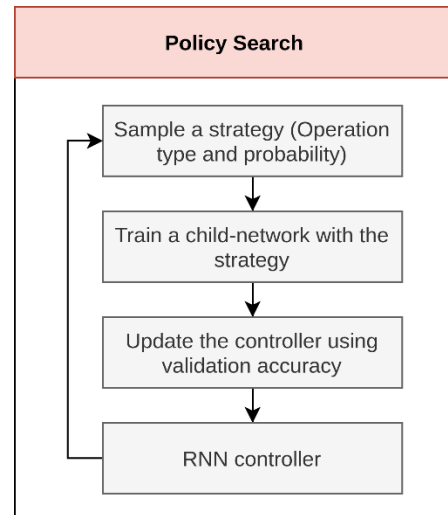 Policy Search
Sample a strategy (Operation
type and probability)
Train a child-network with the
strategy
Update the controller using
validation accuracy
RNN controller